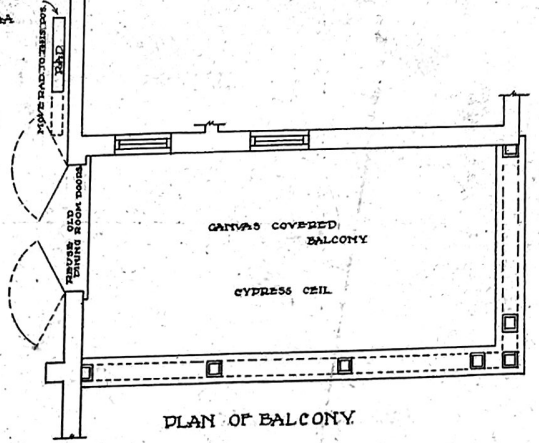 MOVE RAD. TO THIS POS.
RAD
REUSE OLD
DINING ROOM DOORS
CANVAS COVERED
BALCONY
CYPRESS CEIL.
PLAN OF BALCONY.